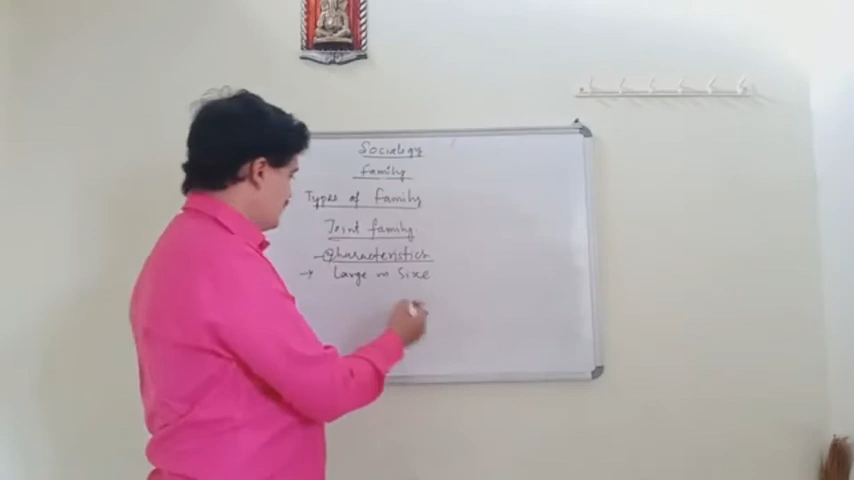 Sociology
Family
Types of Family
Joint family.
Characteristics
→ Large in Size